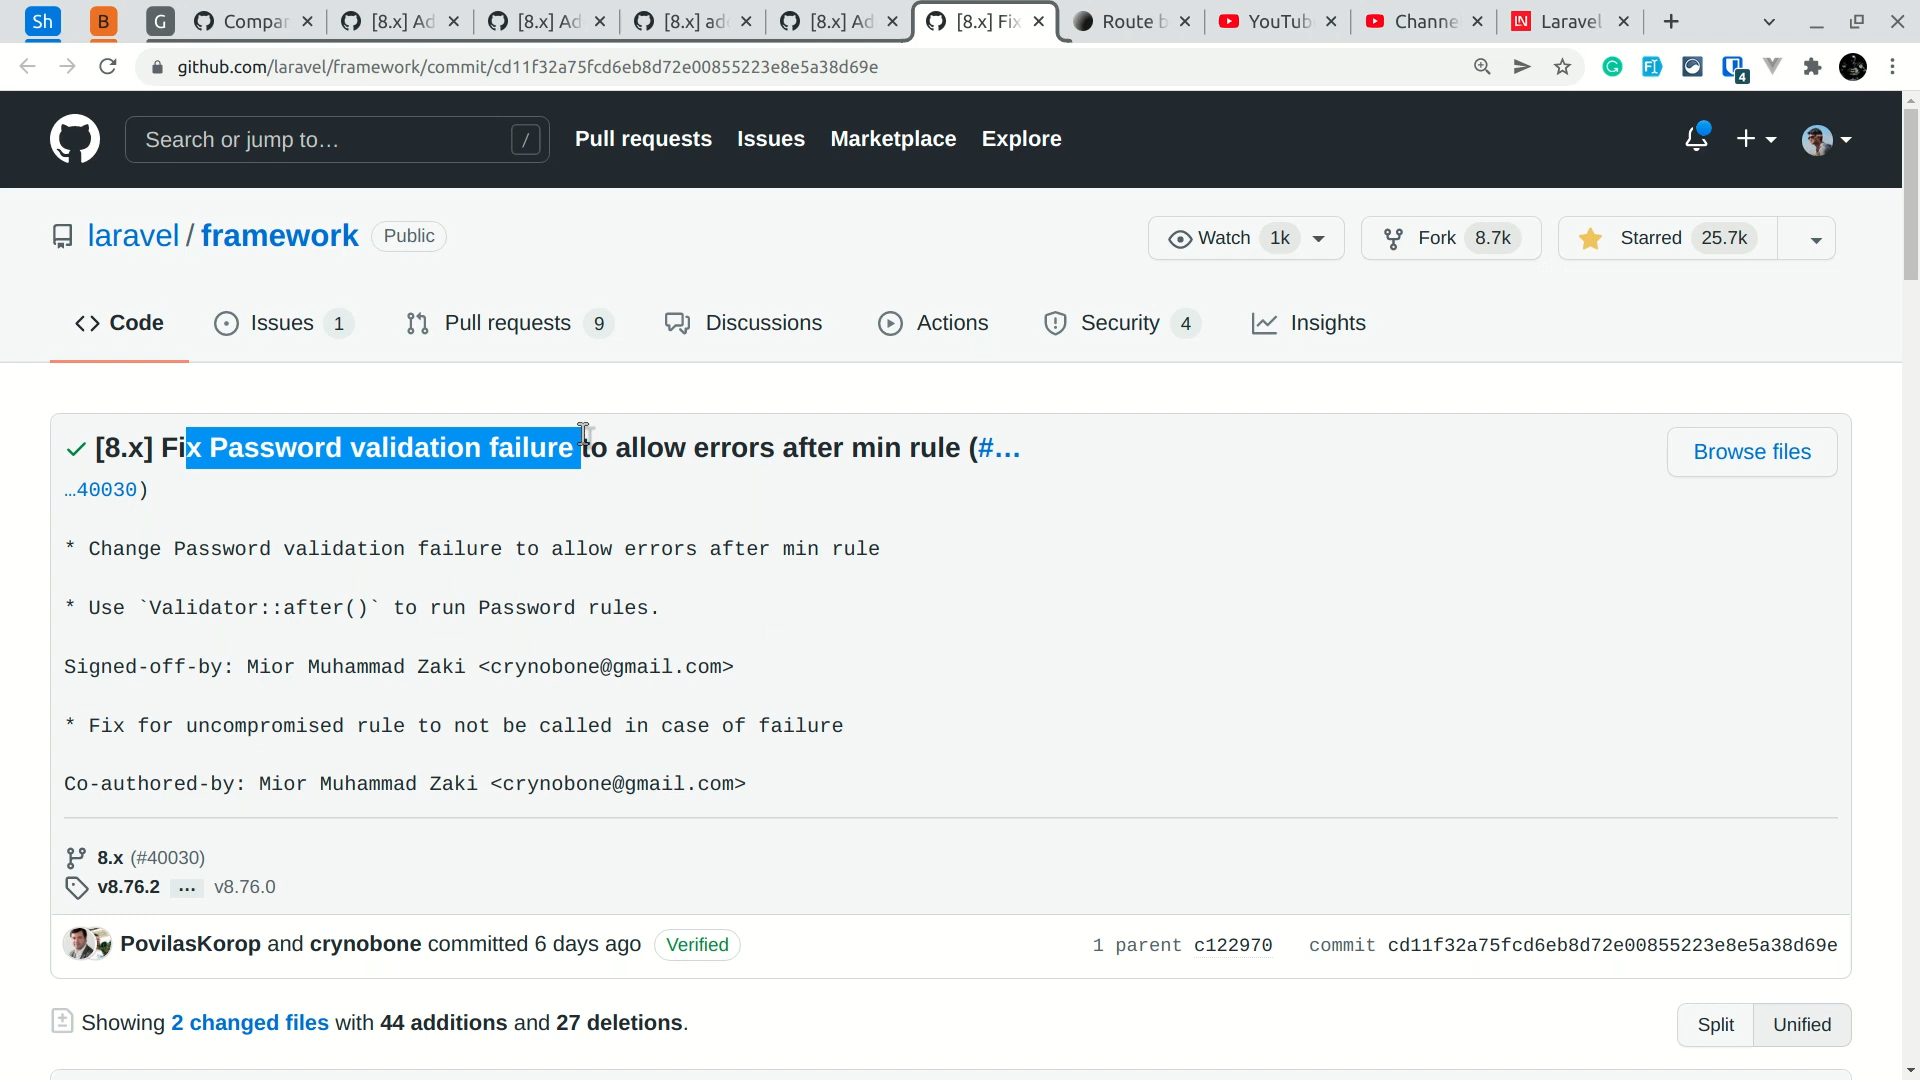 Sh B G Compar [8.x] Ad [8.x] Ad [8.x] ad [8.x] Ad [8.x] Fix Route b YouTub Channe LN Laravel
github.com/laravel/framework/commit/cd11f32a75fcd6eb8d72e00855223e8e5a38d69e 4
Search or jump to… / Pull requests Issues Marketplace Explore
laravel / framework Public Watch 1k Fork 8.7k Starred 25.7k
Code Issues 1 Pull requests 9 Discussions Actions Security 4 Insights
[8.x] Fix Password validation failure to allow errors after min rule (#… Browse files
…40030)
* Change Password validation failure to allow errors after min rule
* Use `Validator::after()` to run Password rules.
Signed-off-by: Mior Muhammad Zaki <crynobone@gmail.com>
* Fix for uncompromised rule to not be called in case of failure
Co-authored-by: Mior Muhammad Zaki <crynobone@gmail.com>
8.x (#40030)
v8.76.2 … v8.76.0
PovilasKorop and crynobone committed 6 days ago Verified 1 parent c122970 commit cd11f32a75fcd6eb8d72e00855223e8e5a38d69e
Showing 2 changed files with 44 additions and 27 deletions. Split Unified